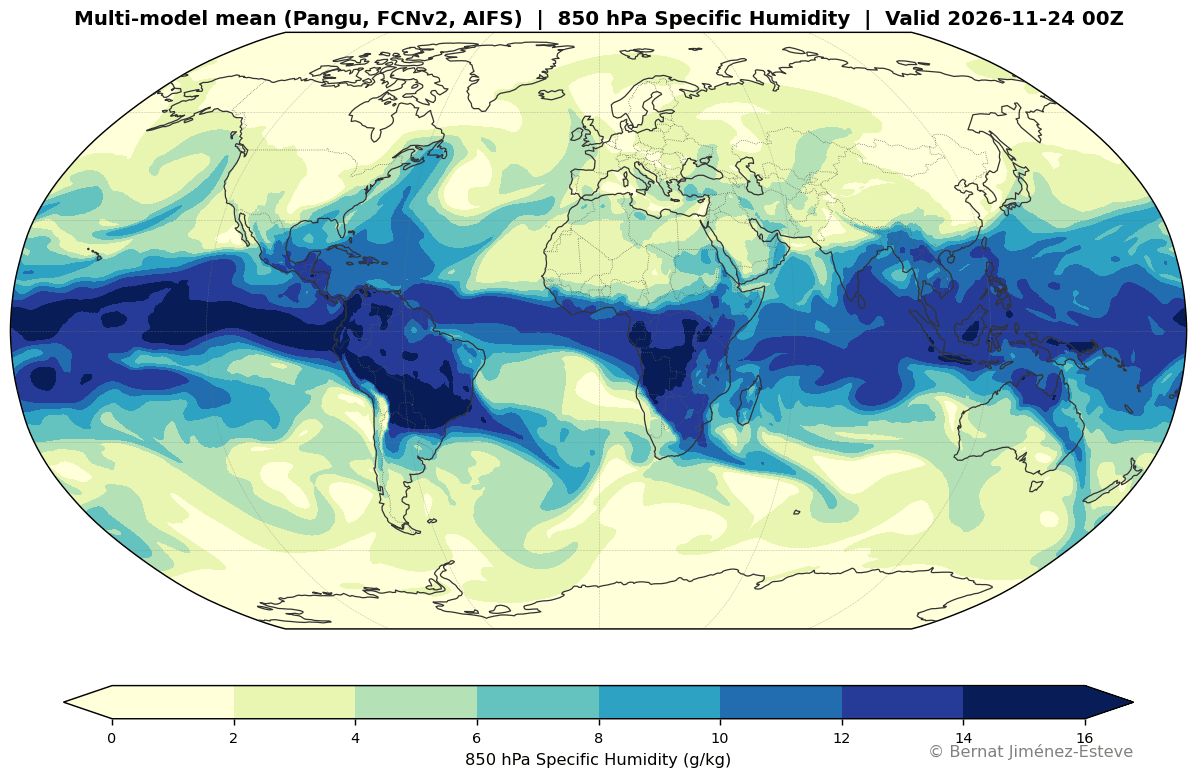 Multi-model mean (Pangu, FCNv2, AIFS) | 850 hPa Specific Humidity | Valid 2026-11-24 00Z
0 2 4 6 8 10 12 14 16
850 hPa Specific Humidity (g/kg)
© Bernat Jiménez-Esteve